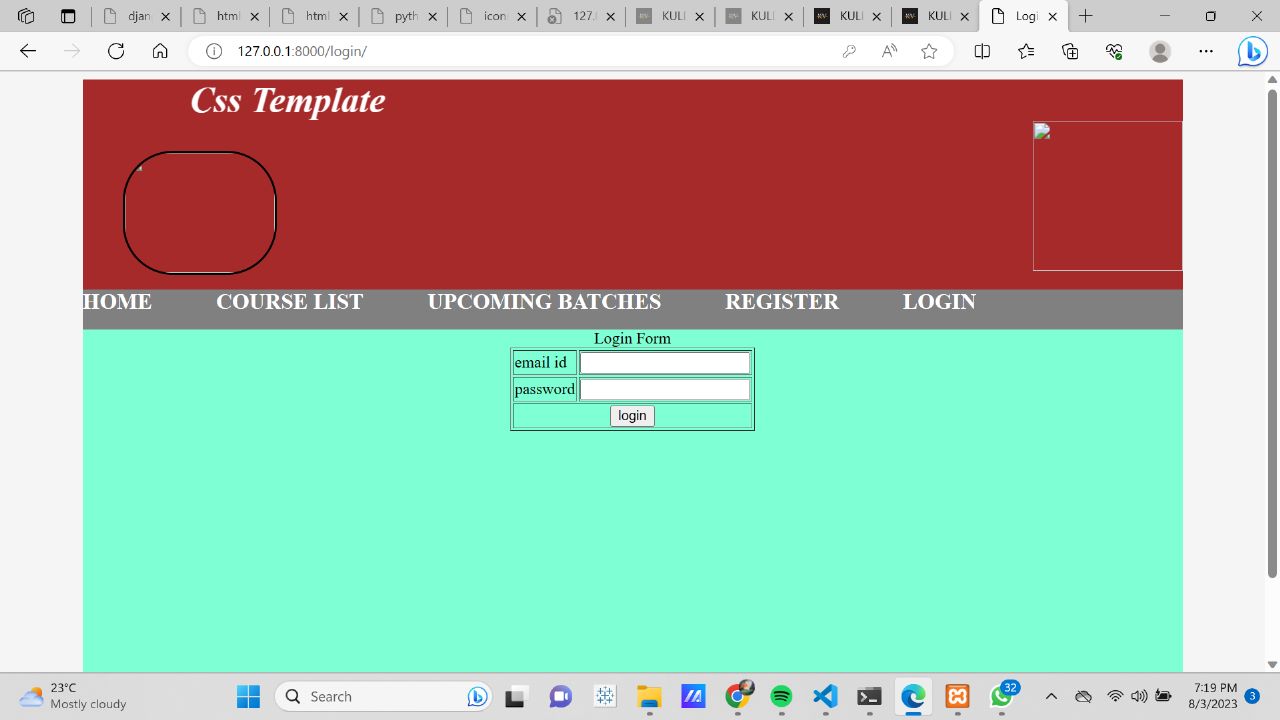 djan
html
html
pyth
icon
127.(
KULI
KULI
KULI
KULI
Logi
127.0.0.1:8000/login/
Css Template
HOME COURSE LIST UPCOMING BATCHES REGISTER LOGIN
Login Form
email id
password
login
23°C
Mostly cloudy
Search
32
7:19 PM
8/3/2023
3